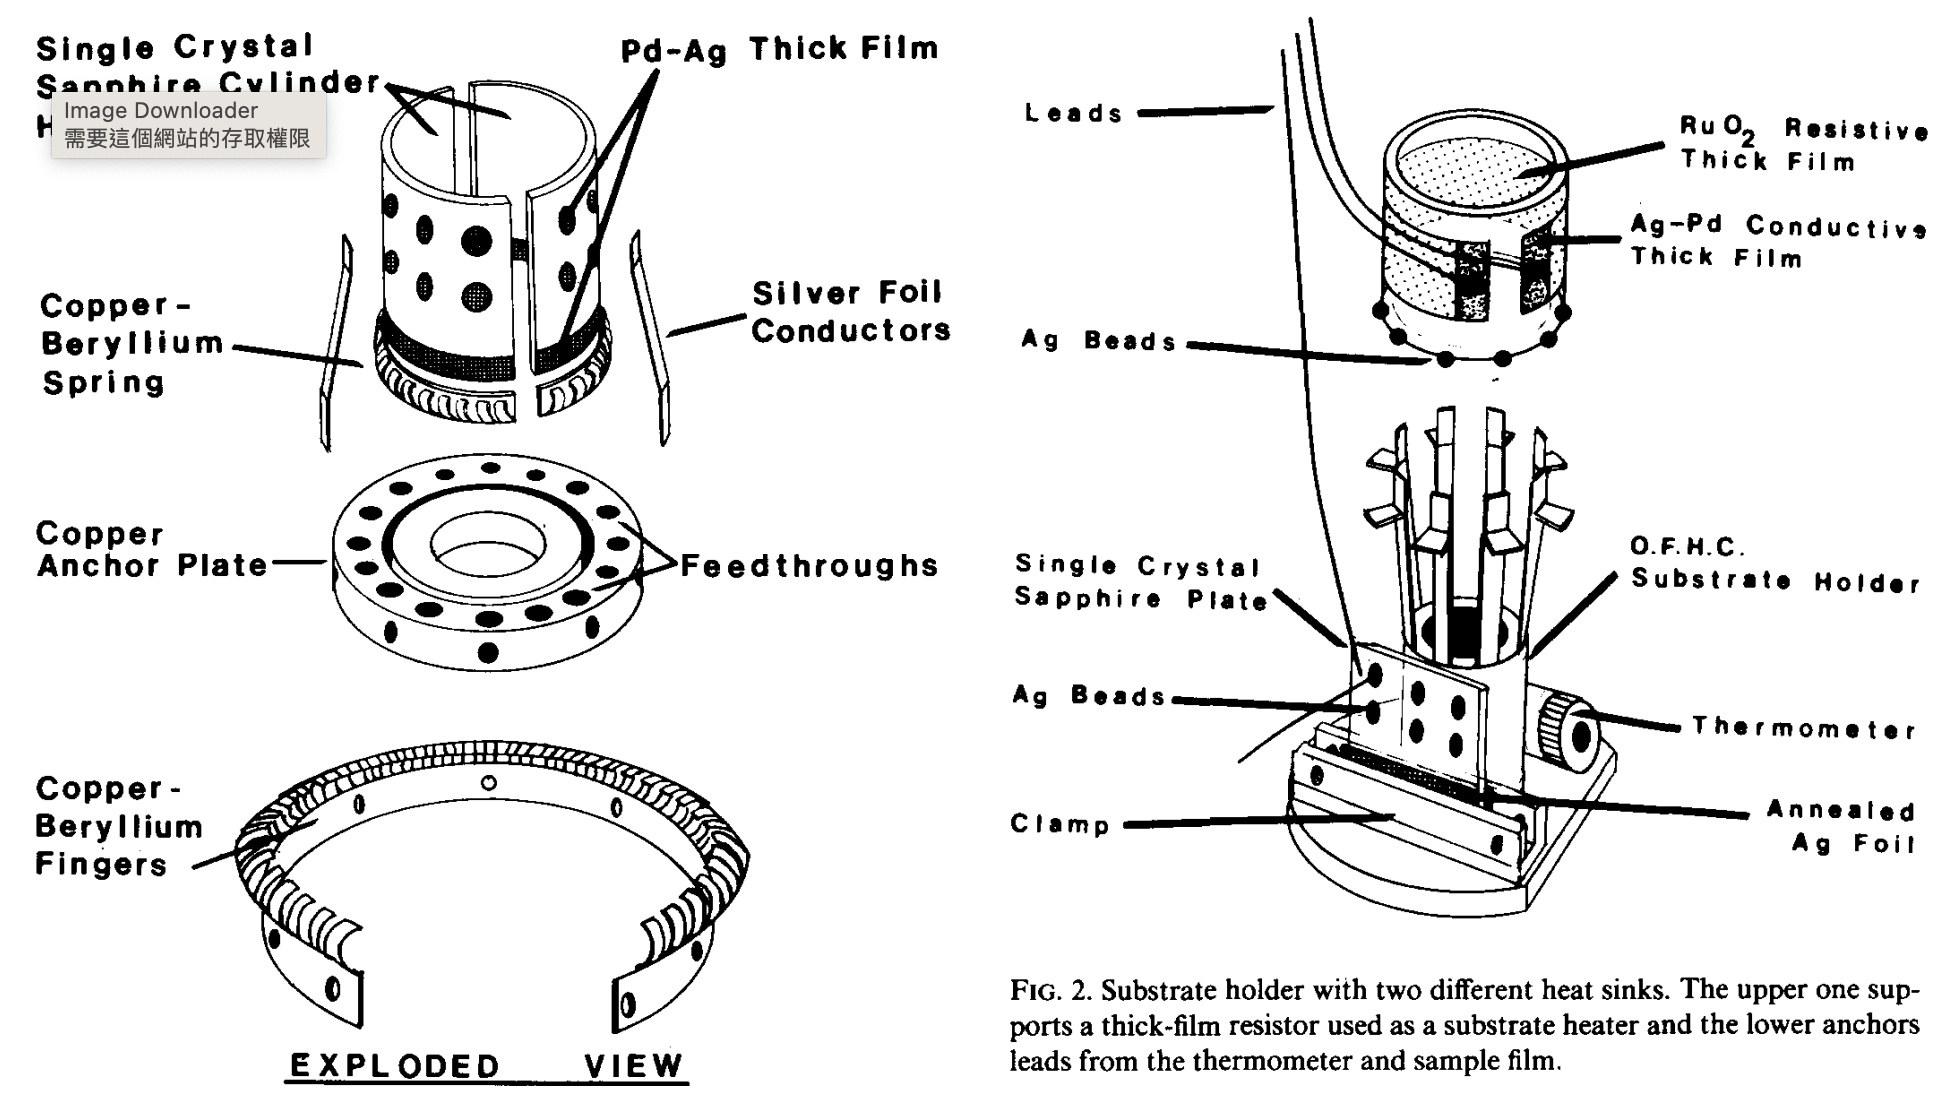 Single Crystal
Sapphire Cylinder
H
Image Downloader
需要這個網站的存取權限
Pd-Ag Thick Film
Copper-
Beryllium
Spring
Silver Foil
Conductors
Copper
Anchor Plate
Feedthroughs
Copper-
Beryllium
Fingers
EXPLODED VIEW
Leads
RuO2 Resistive
Thick Film
Ag-Pd Conductive
Thick Film
Ag Beads
Single Crystal
Sapphire Plate
O.F.H.C.
Substrate Holder
Ag Beads
Thermometer
Clamp
Annealed
Ag Foil
FIG. 2. Substrate holder with two different heat sinks. The upper one sup-
ports a thick-film resistor used as a substrate heater and the lower anchors
leads from the thermometer and sample film.